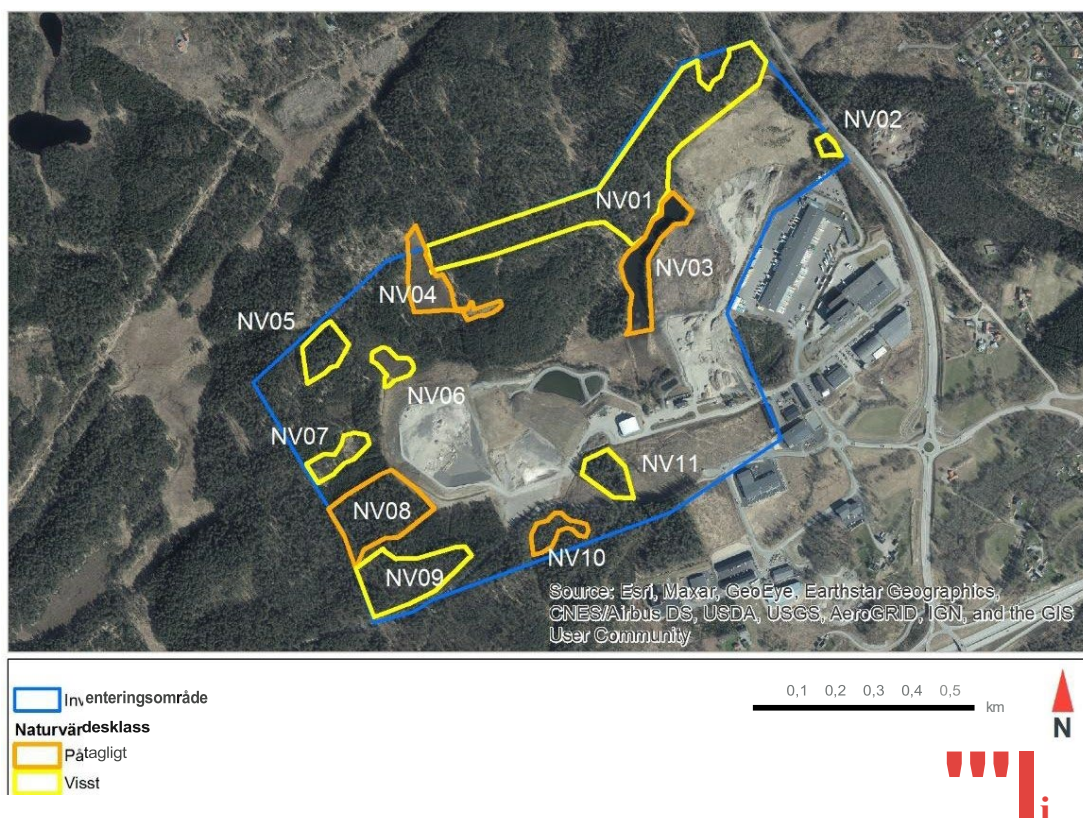 NV02
NV01
NV03
NV04
NV05
NV06
NV07
NV11
NV08
NV10
NV09
Source: Esri, Maxar, GeoEye, Earthstar Geographics,
CNES/Airbus DS, USDA, USGS, AeroGRID, IGN, and the GIS
User Community
Inventeringsområde
0,1 0,2 0,3 0,4 0,5
km
Naturvärdesklass
Påtagligt
Visst
N